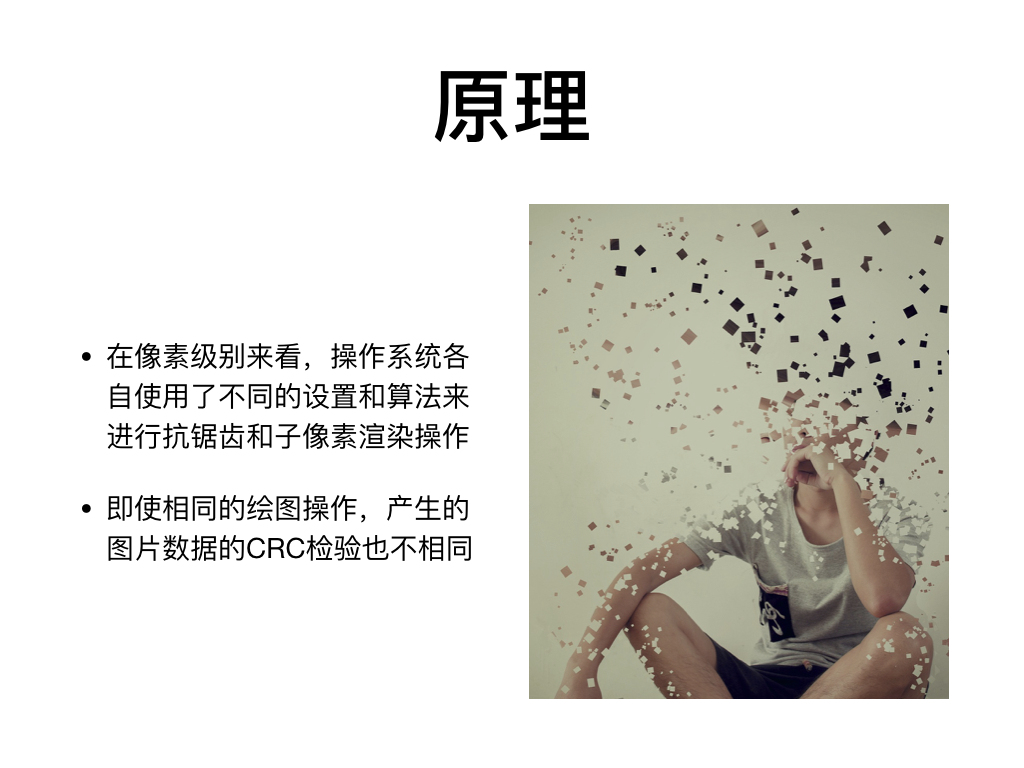 原理
• 在像素级别来看，操作系统各
自使用了不同的设置和算法来
进行抗锯齿和子像素渲染操作
• 即使相同的绘图操作，产生的
图片数据的CRC检验也不相同